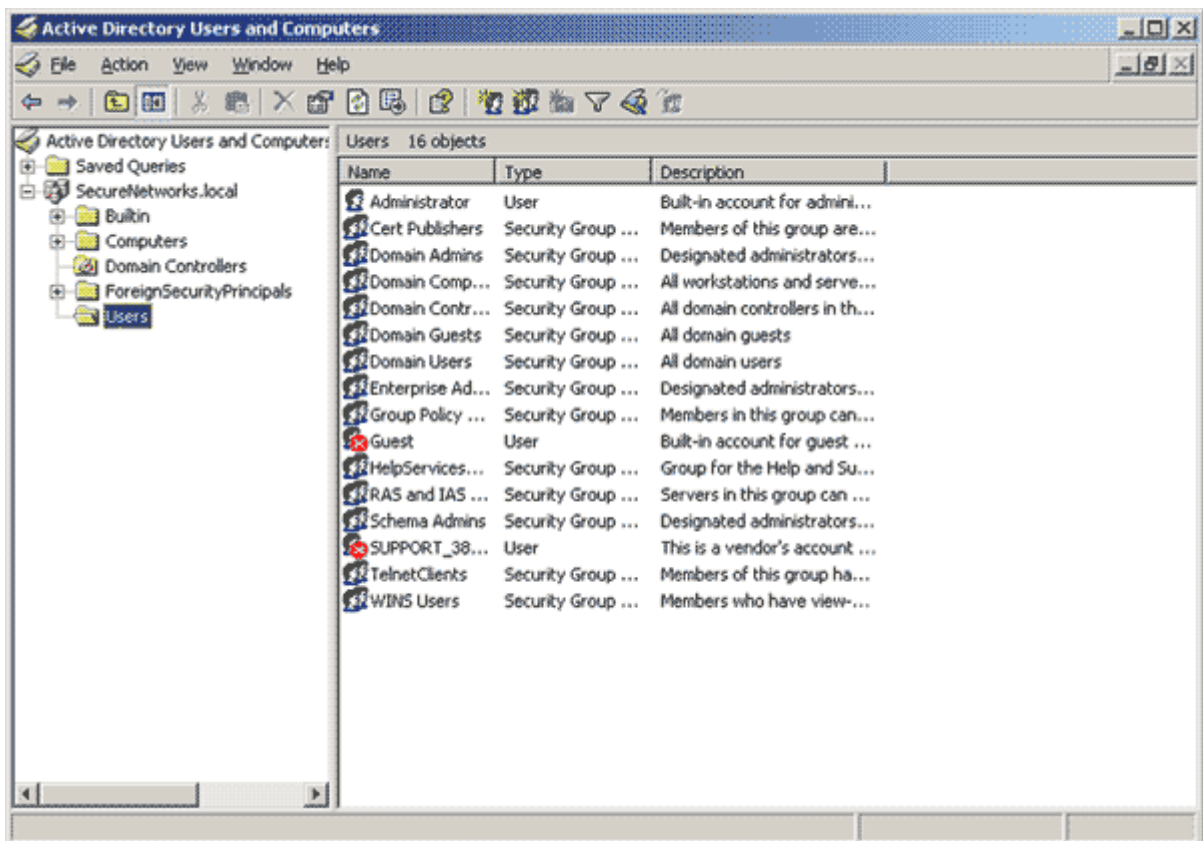 Active Directory Users and Computers
File Action View Window Help
Active Directory Users and Computer
Saved Queries
SecureNetworks.local
Builtin
Computers
Domain Controllers
ForeignSecurityPrincipals
Users
Users 16 objects
Name Type Description
Administrator User Built-in account for admini...
Cert Publishers Security Group ... Members of this group are...
Domain Admins Security Group ... Designated administrators...
Domain Comp... Security Group ... All workstations and serve...
Domain Contr... Security Group ... All domain controllers in th...
Domain Guests Security Group ... All domain guests
Domain Users Security Group ... All domain users
Enterprise Ad... Security Group ... Designated administrators...
Group Policy ... Security Group ... Members in this group can...
Guest User Built-in account for guest ...
HelpServices... Security Group ... Group for the Help and Su...
RAS and IAS ... Security Group ... Servers in this group can ...
Schema Admins Security Group ... Designated administrators...
SUPPORT_38... User This is a vendor's account ...
TelnetClients Security Group ... Members of this group ha...
WINS Users Security Group ... Members who have view-...